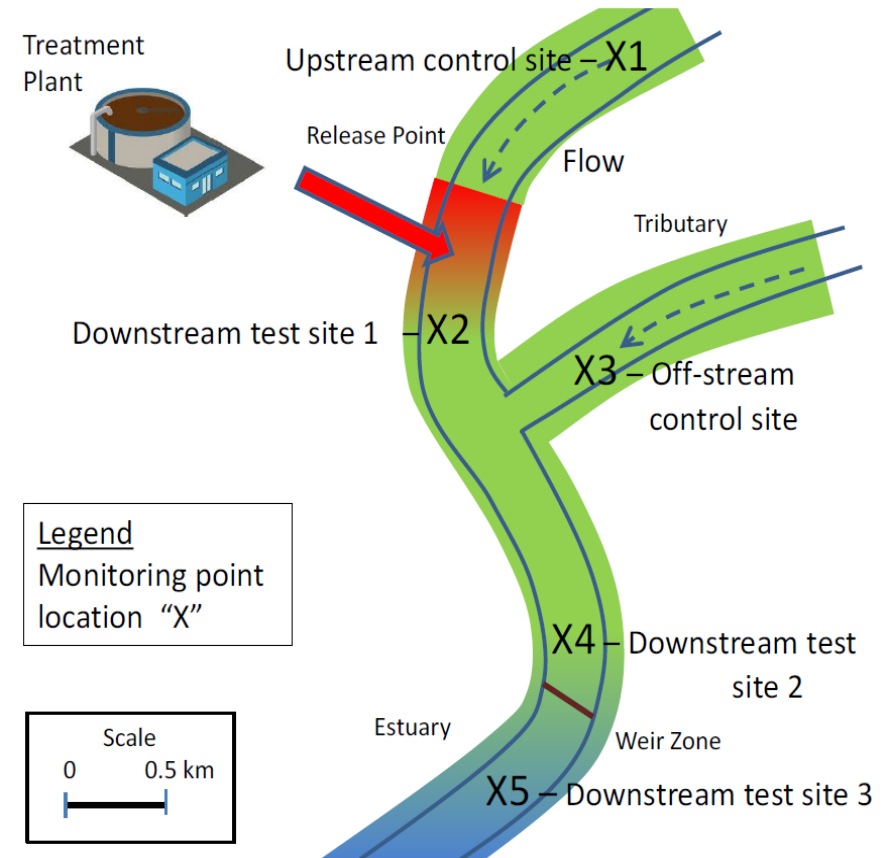 Treatment
Plant
Upstream control site – X1
Release Point
Flow
Tributary
Downstream test site 1 – X2
X3 – Off-stream
control site
Legend
Monitoring point
location “X”
X4 – Downstream test
site 2
Scale
0 0.5 km
Estuary
Weir Zone
X5 – Downstream test site 3